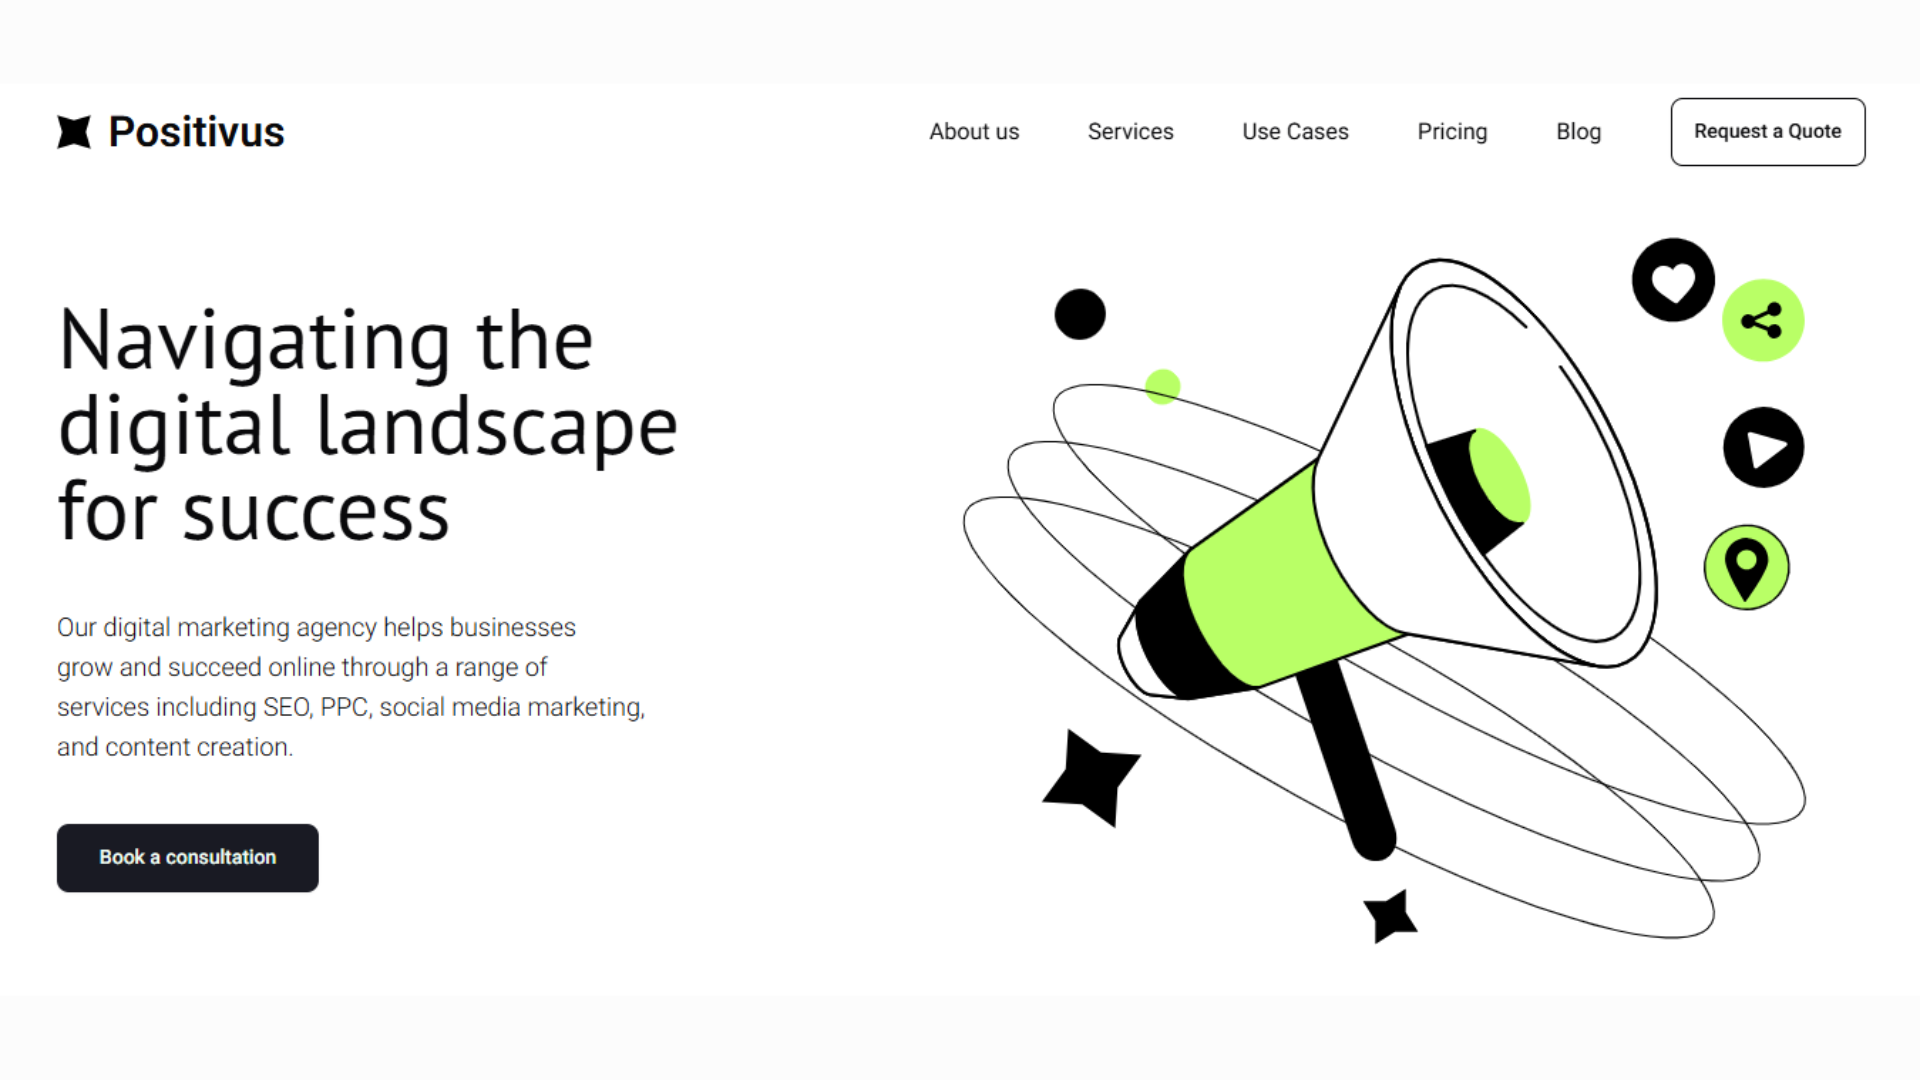 Positivus
About us Services Use Cases Pricing Blog Request a Quote
Navigating the
digital landscape
for success
Our digital marketing agency helps businesses
grow and succeed online through a range of
services including SEO, PPC, social media marketing,
and content creation.
Book a consultation